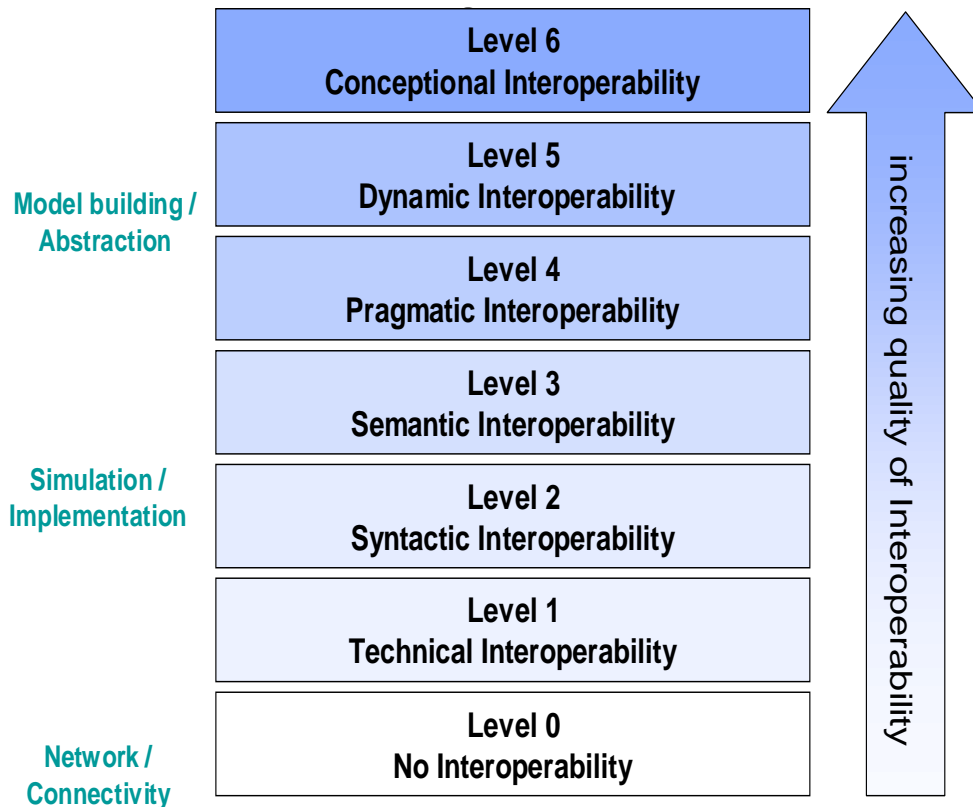 Level 6
Conceptional Interoperability
Level 5
Dynamic Interoperability
Model building /
Abstraction
Level 4
Pragmatic Interoperability
Level 3
Semantic Interoperability
Simulation /
Implementation
Level 2
Syntactic Interoperability
Level 1
Technical Interoperability
Level 0
No Interoperability
Network /
Connectivity
increasing quality of Interoperability